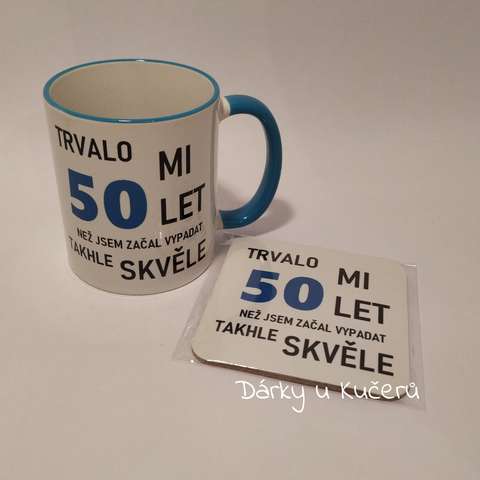 TRVALO MI
50 LET
NEŽ JSEM ZAČAL VYPADAT
TAKHLE SKVĚLE
TRVALO MI
50 LET
NEŽ JSEM ZAČAL VYPADAT
TAKHLE SKVĚLE
Dárky u Kučerů